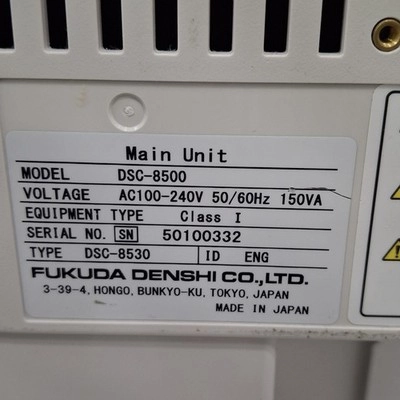 Main Unit
MODEL DSC-8500
VOLTAGE AC100-240V 50/60Hz 150VA
EQUIPMENT TYPE Class I
SERIAL NO. SN 50100332
TYPE DSC-8530 ID ENG
FUKUDA DENSHI CO.,LTD.
3-39-4, HONGO, BUNKYO-KU, TOKYO, JAPAN
MADE IN JAPAN